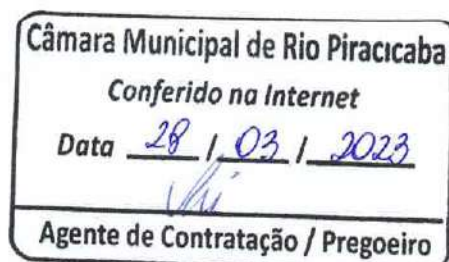 Câmara Municipal de Rio Piracicaba
Conferido na Internet
Data 28 / 03 / 2023
Agente de Contratação / Pregoeiro